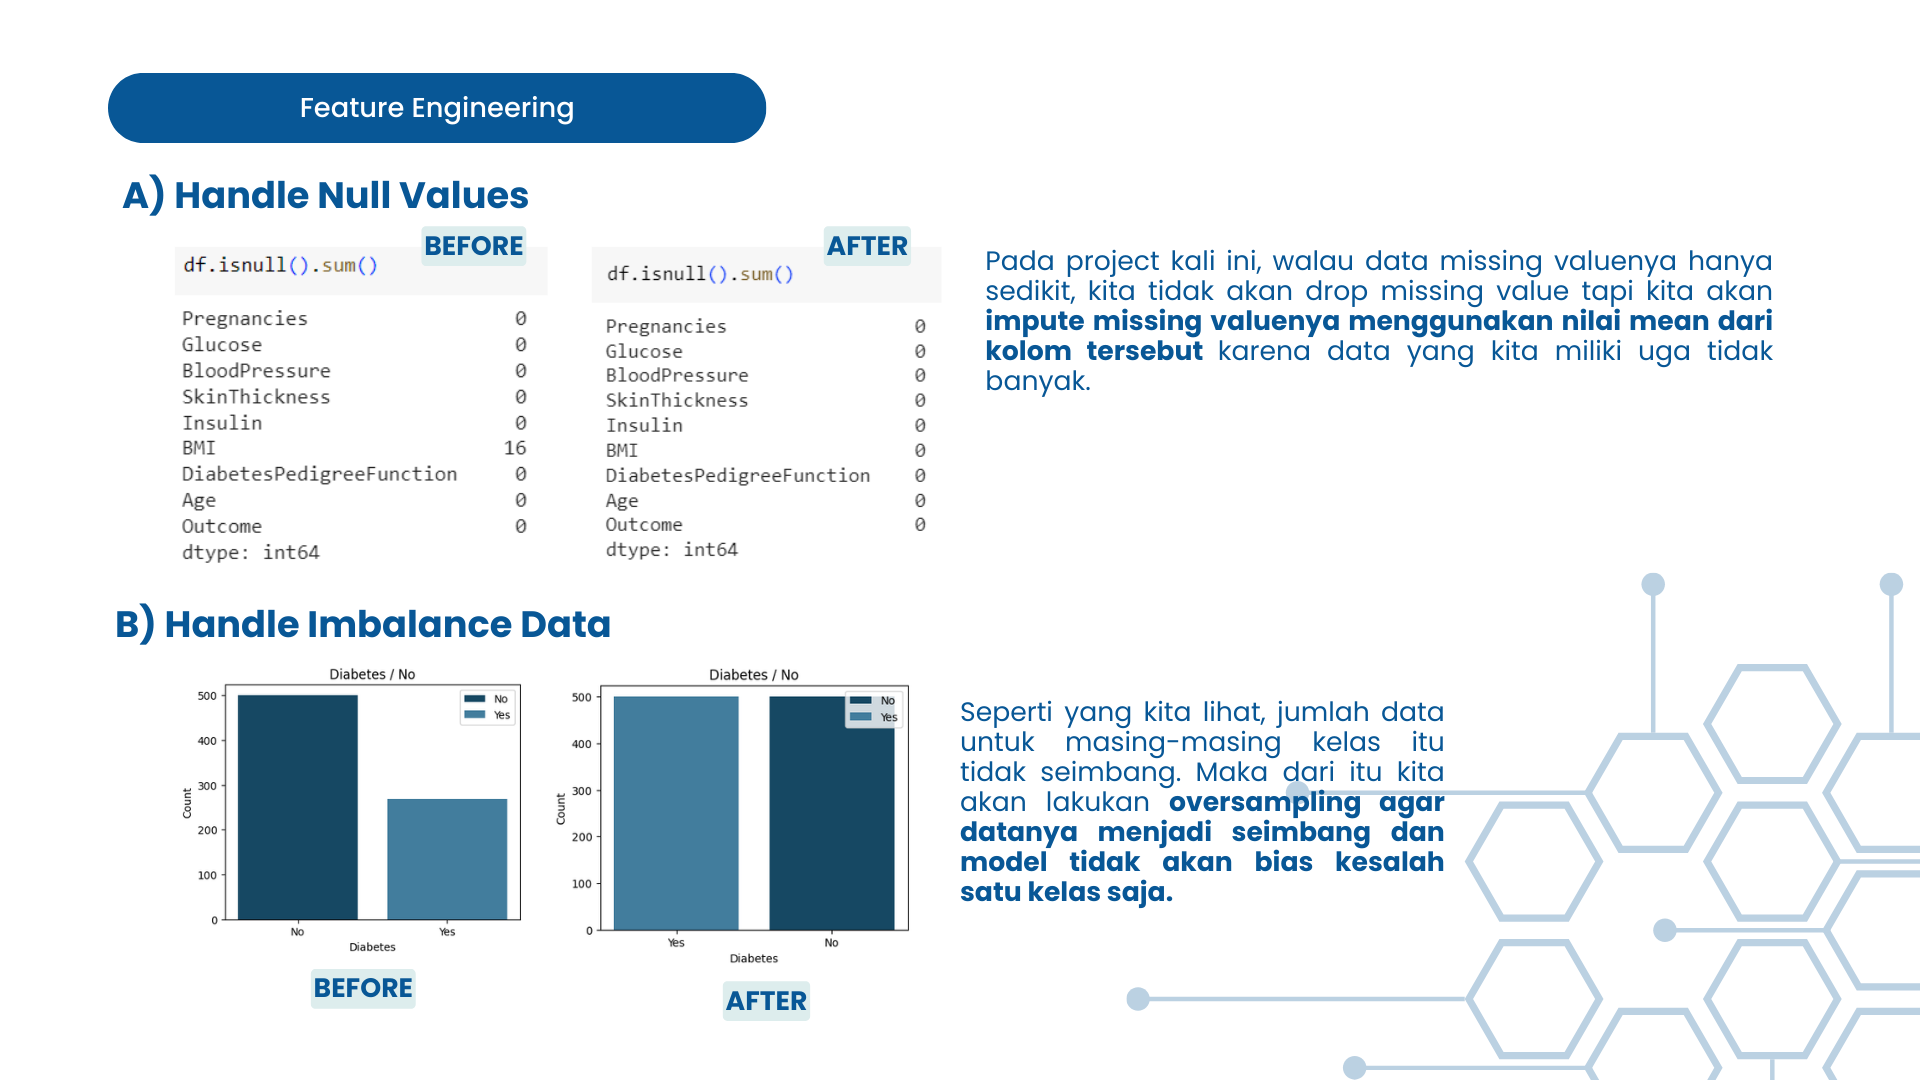 Feature Engineering
A) Handle Null Values
BEFORE
df.isnull().sum()
Pregnancies 0
Glucose 0
BloodPressure 0
SkinThickness 0
Insulin 0
BMI 16
DiabetesPedigreeFunction 0
Age 0
Outcome 0
dtype: int64
AFTER
df.isnull().sum()
Pregnancies 0
Glucose 0
BloodPressure 0
SkinThickness 0
Insulin 0
BMI 0
DiabetesPedigreeFunction 0
Age 0
Outcome 0
dtype: int64
Pada project kali ini, walau data missing valuenya hanya
sedikit, kita tidak akan drop missing value tapi kita akan
impute missing valuenya menggunakan nilai mean dari
kolom tersebut karena data yang kita miliki uga tidak
banyak.
B) Handle Imbalance Data
Diabetes / No
No
Yes
500
400
300
200
100
0
Count
No Yes
Diabetes
BEFORE
Diabetes / No
No
Yes
500
400
300
200
100
0
Count
Yes No
Diabetes
AFTER
Seperti yang kita lihat, jumlah data
untuk masing-masing kelas itu
tidak seimbang. Maka dari itu kita
akan lakukan oversampling agar
datanya menjadi seimbang dan
model tidak akan bias kesalah
satu kelas saja.